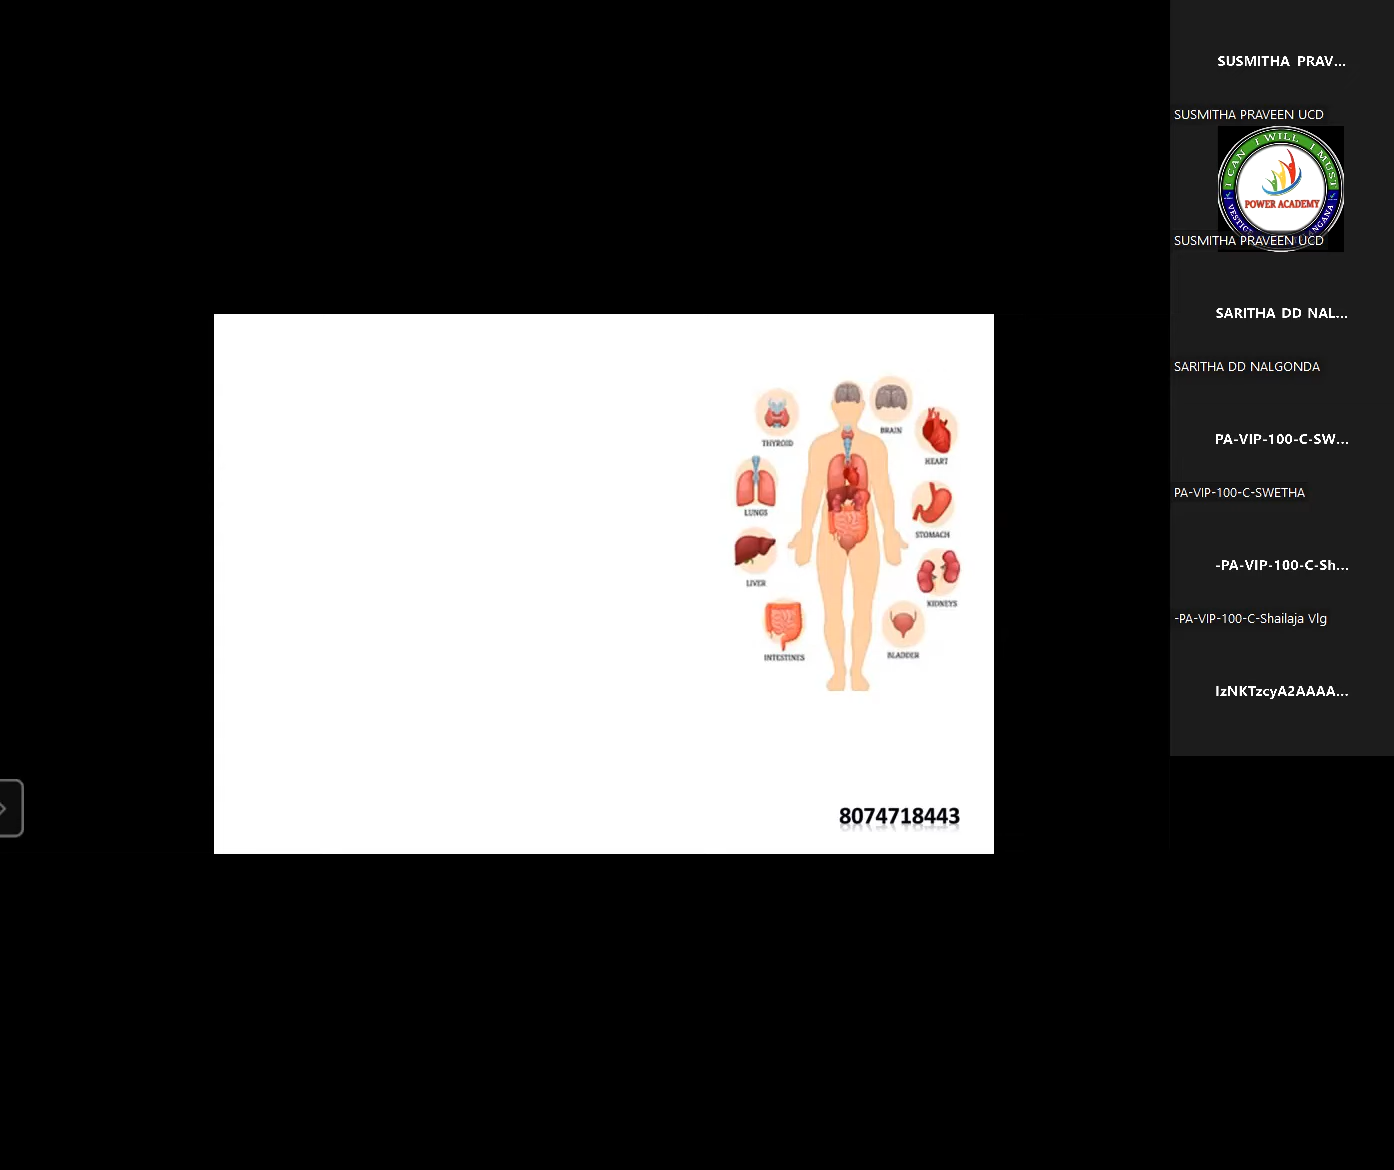 THYROID
BRAIN
HEART
LUNGS
STOMACH
LIVER
KIDNEYS
INTESTINES
BLADDER
8074718443
SUSMITHA PRAV...
SUSMITHA PRAVEEN UCD
I CAN I WILL I MUST
POWER ACADEMY
SUSMITHA PRAVEEN UCD
SARITHA DD NAL...
SARITHA DD NALGONDA
PA-VIP-100-C-SW...
PA-VIP-100-C-SWETHA
-PA-VIP-100-C-Sh...
-PA-VIP-100-C-Shailaja Vlg
IzNKTzcyA2AAAA...